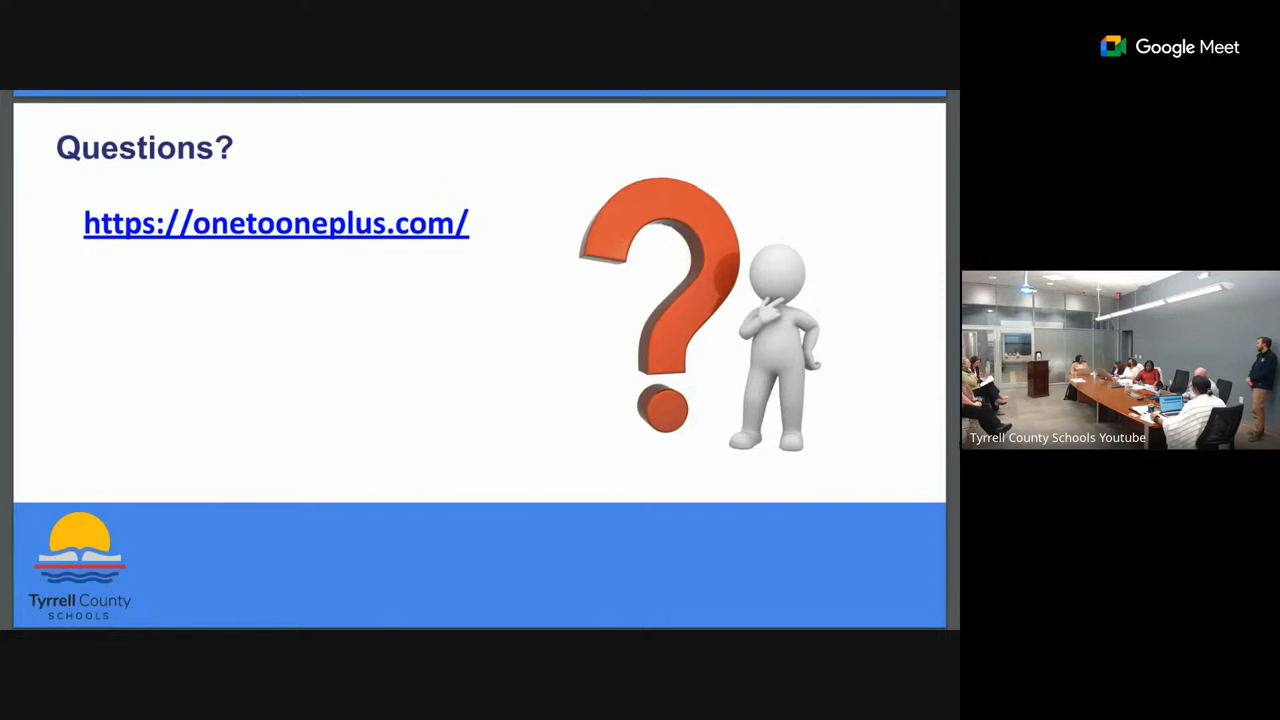 Google Meet
Questions?
https://onetooneplus.com/
Tyrrell County Schools Youtube
Tyrrell County
SCHOOLS